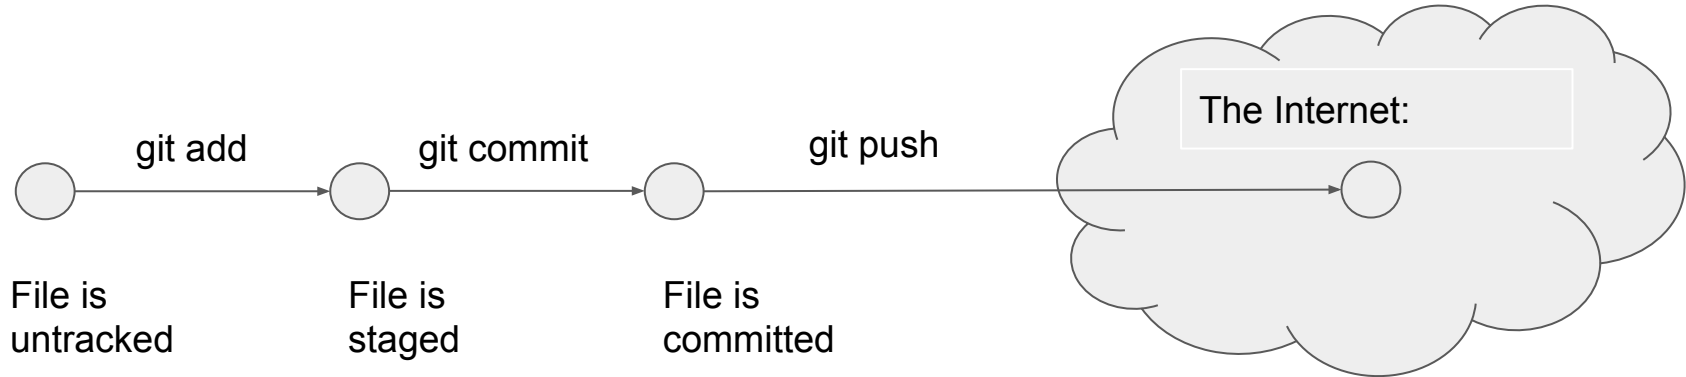 The Internet:
git add
git commit
git push
File is
untracked
File is
staged
File is
committed